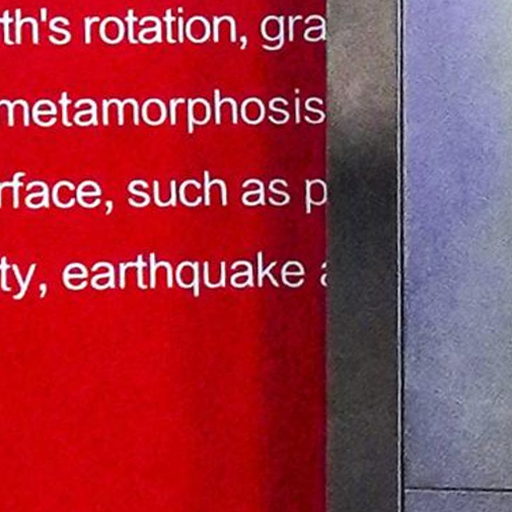 th's rotation, gra
metamorphosis
rface, such as p
ty, earthquake a